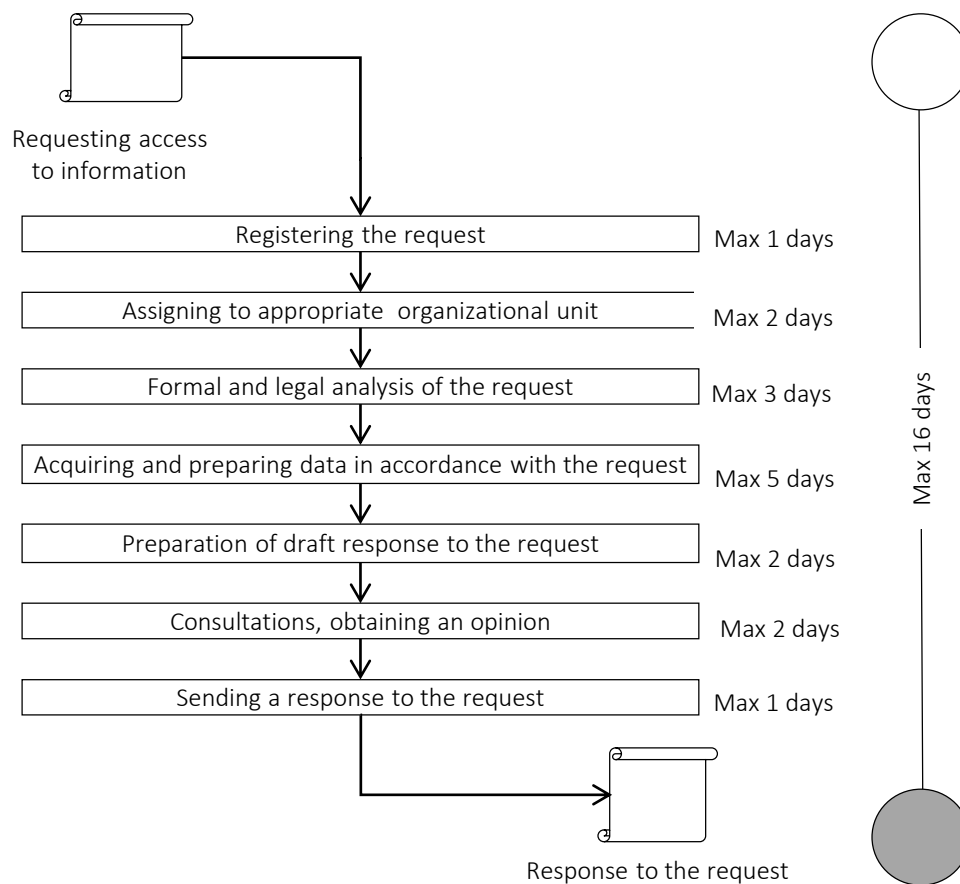 Requesting access
to information
Registering the request
Max 1 days
Assigning to appropriate organizational unit
Max 2 days
Formal and legal analysis of the request
Max 3 days
Acquiring and preparing data in accordance with the request
Max 5 days
Preparation of draft response to the request
Max 2 days
Consultations, obtaining an opinion
Max 2 days
Sending a response to the request
Max 1 days
Response to the request
Max 16 days